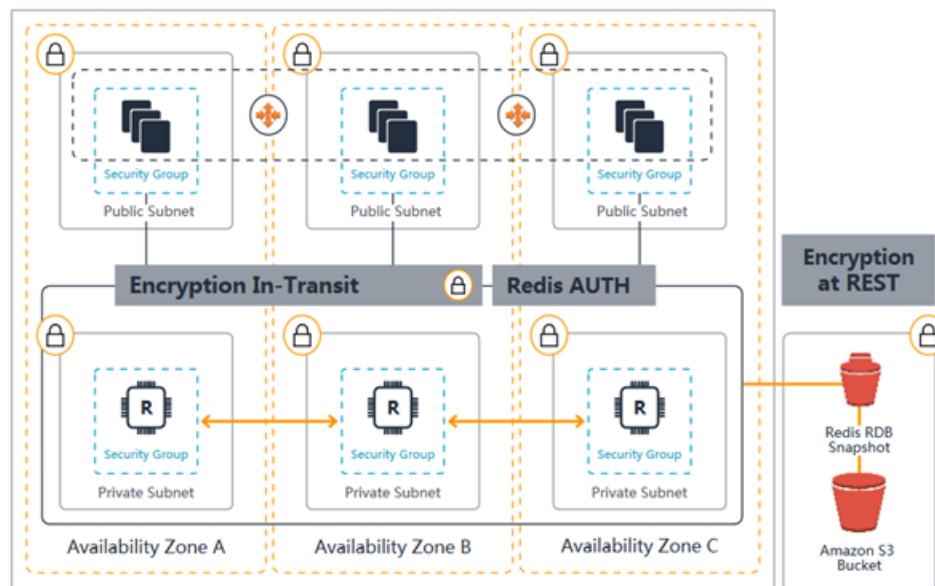 Security Group
Security Group
Security Group
Public Subnet
Public Subnet
Public Subnet
Encryption In-Transit
Redis AUTH
Encryption
at REST
R
R
R
Security Group
Security Group
Security Group
Private Subnet
Private Subnet
Private Subnet
Availability Zone A
Availability Zone B
Availability Zone C
Redis RDB
Snapshot
Amazon S3
Bucket